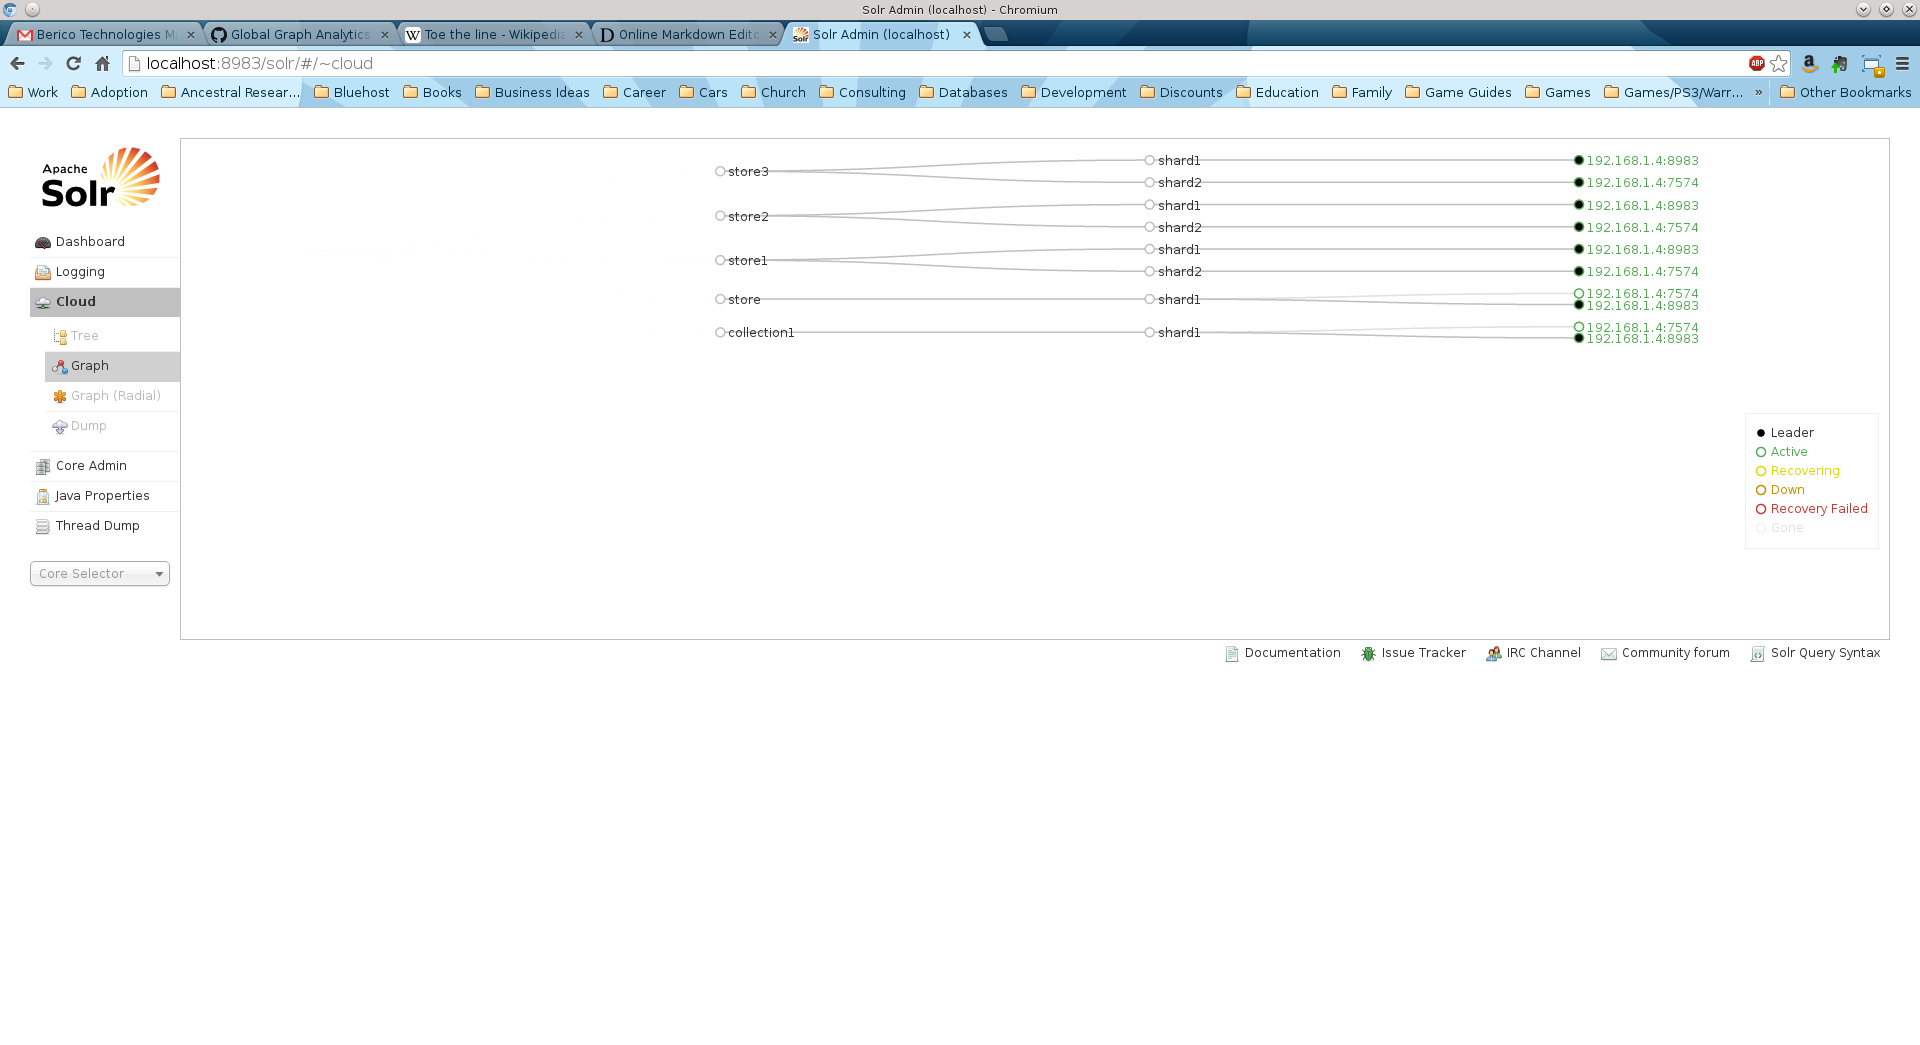 Solr Admin (localhost) - Chromium
Berico Technologies M
Global Graph Analytics
Toe the line - Wikipedia
Online Markdown Edito
Solr Admin (localhost)
localhost:8983/solr/#/~cloud
ABP
Work
Adoption
Ancestral Resear...
Bluehost
Books
Business Ideas
Career
Cars
Church
Consulting
Databases
Development
Discounts
Education
Family
Game Guides
Games
Games/PS3/Warr...
»
Other Bookmarks
Apache
Solr
Dashboard
Logging
Cloud
Tree
Graph
Graph (Radial)
Dump
Core Admin
Java Properties
Thread Dump
Core Selector
store3
shard1
192.168.1.4:8983
shard2
192.168.1.4:7574
store2
shard1
192.168.1.4:8983
shard2
192.168.1.4:7574
store1
shard1
192.168.1.4:8983
shard2
192.168.1.4:7574
store
shard1
192.168.1.4:7574
192.168.1.4:8983
collection1
shard1
192.168.1.4:7574
192.168.1.4:8983
Leader
Active
Recovering
Down
Recovery Failed
Gone
Documentation
Issue Tracker
IRC Channel
Community forum
Solr Query Syntax